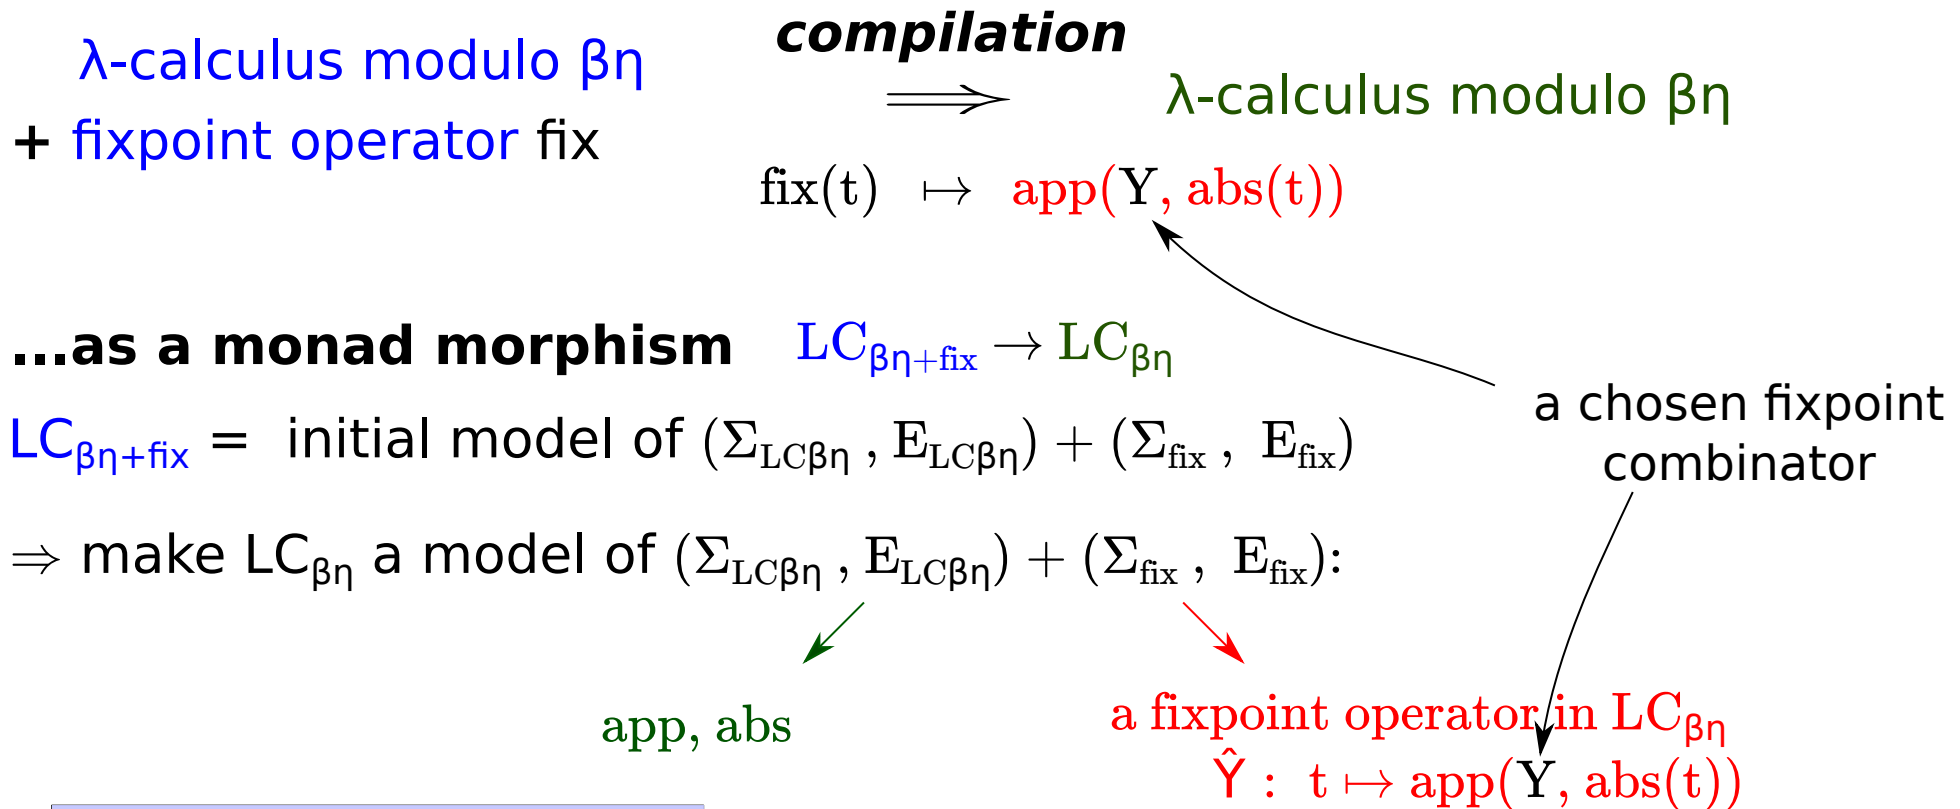 λ-calculus modulo βη
+ fixpoint operator fix
compilation
⟹
λ-calculus modulo βη
fix(t) ↦ app(Y, abs(t))
...as a monad morphism LCβη+fix → LCβη
LCβη+fix = initial model of (ΣLCβη , ELCβη) + (Σfix , Efix)
a chosen fixpoint
combinator
⇒ make LCβη a model of (ΣLCβη , ELCβη) + (Σfix , Efix):
app, abs
a fixpoint operator in LCβη
Ŷ : t ↦ app(Y, abs(t))